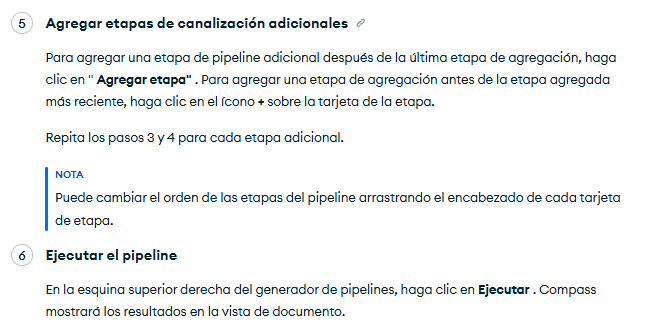 5 Agregar etapas de canalización adicionales
Para agregar una etapa de pipeline adicional después de la última etapa de agregación, haga
clic en " Agregar etapa" . Para agregar una etapa de agregación antes de la etapa agregada
más reciente, haga clic en el ícono + sobre la tarjeta de la etapa.
Repita los pasos 3 y 4 para cada etapa adicional.
NOTA
Puede cambiar el orden de las etapas del pipeline arrastrando el encabezado de cada tarjeta
de etapa.
6 Ejecutar el pipeline
En la esquina superior derecha del generador de pipelines, haga clic en Ejecutar . Compass
mostrará los resultados en la vista de documento.